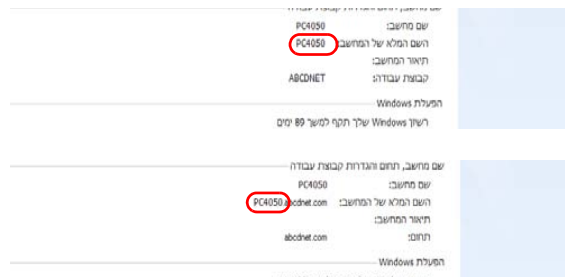 שם מחשב: PC4050
השם המלא של המחשב: PC4050
תיאור המחשב:
קבוצת עבודה: ABCDNET
הפעלת Windows
רשיון Windows שלך תקף למשך 89 ימים
שם מחשב, תחום והגדרות קבוצת עבודה
שם מחשב: PC4050
השם המלא של המחשב: PC4050.abcdnet.com
תיאור המחשב:
תחום: abcdnet.com
הפעלת Windows